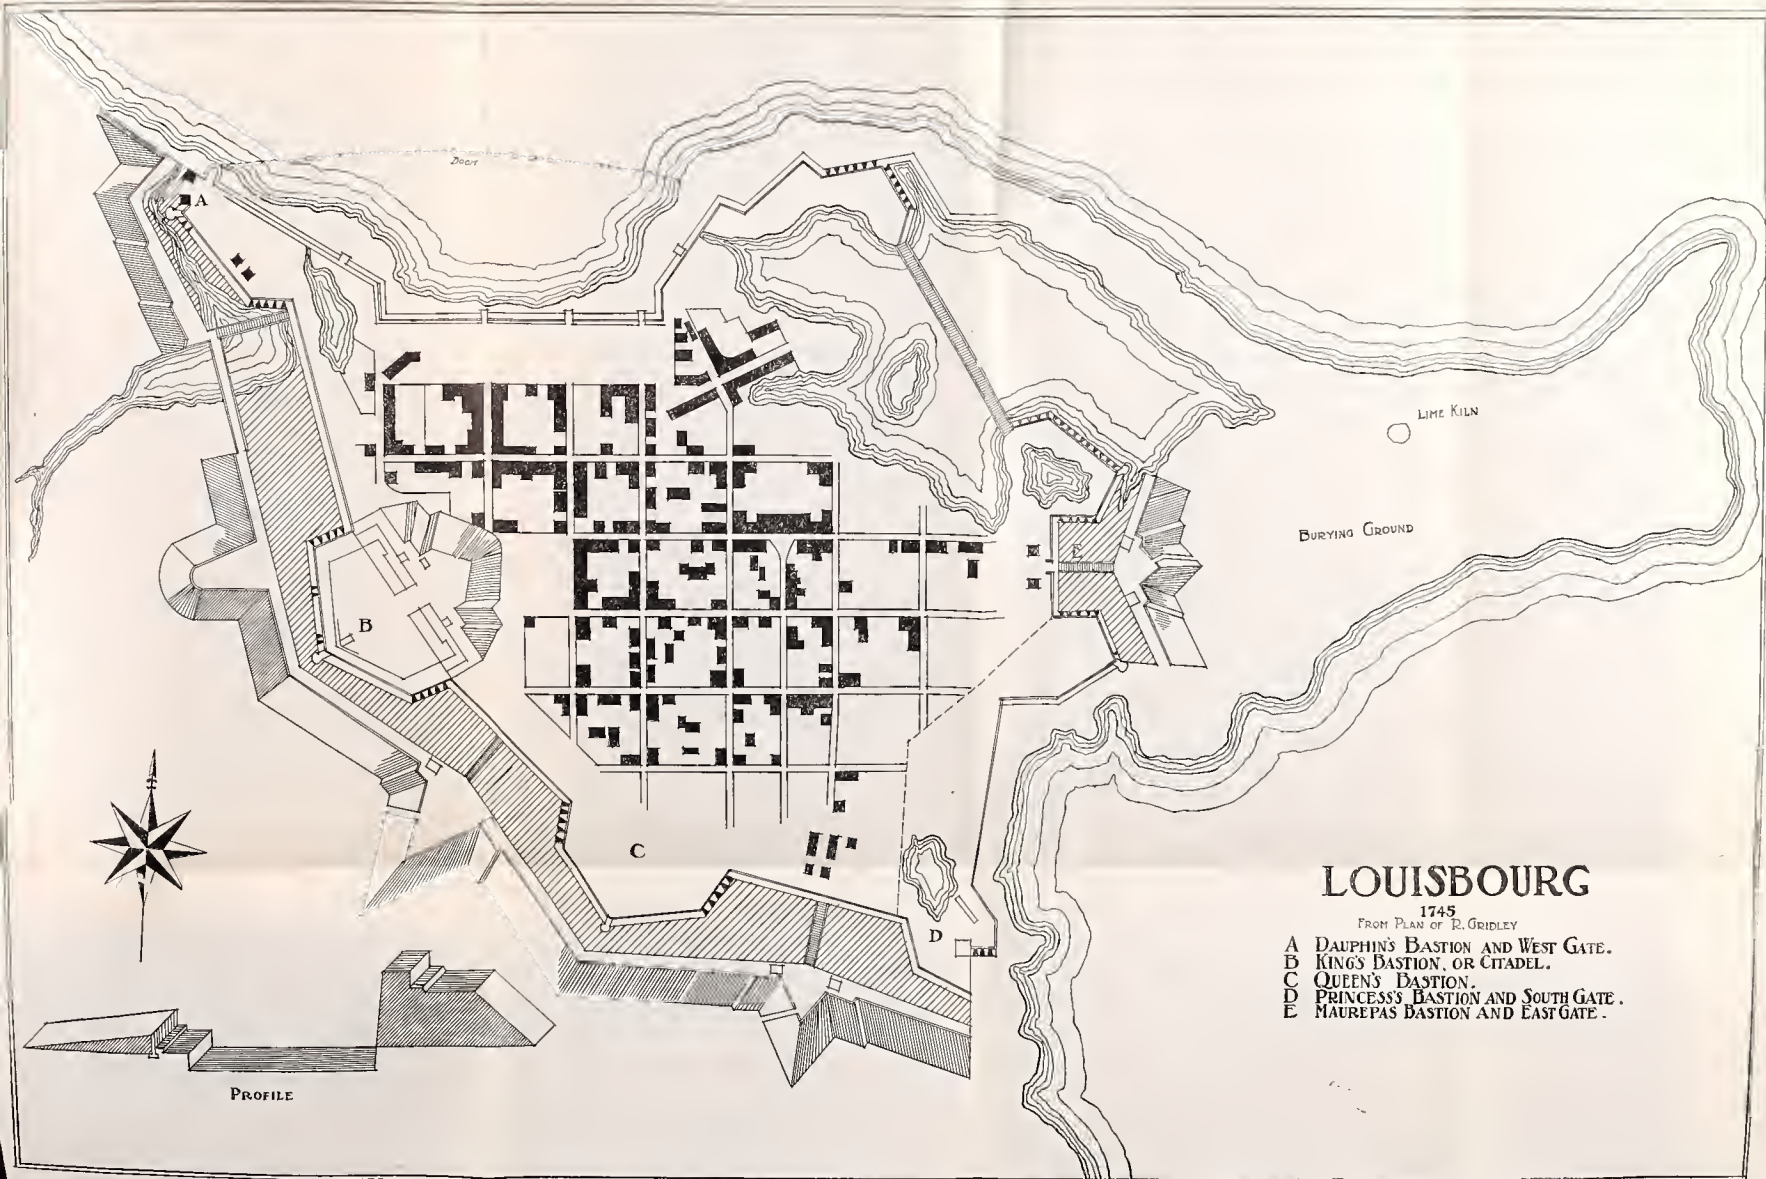 Boom
A
LIME KILN
BURYING GROUND
E
B
C
D
PROFILE
LOUISBOURG
1745
FROM PLAN OF R. GRIDLEY
A DAUPHIN'S BASTION AND WEST GATE.
B KING'S BASTION, OR CITADEL.
C QUEEN'S BASTION.
D PRINCESS'S BASTION AND SOUTH GATE.
E MAUREPAS BASTION AND EAST GATE.